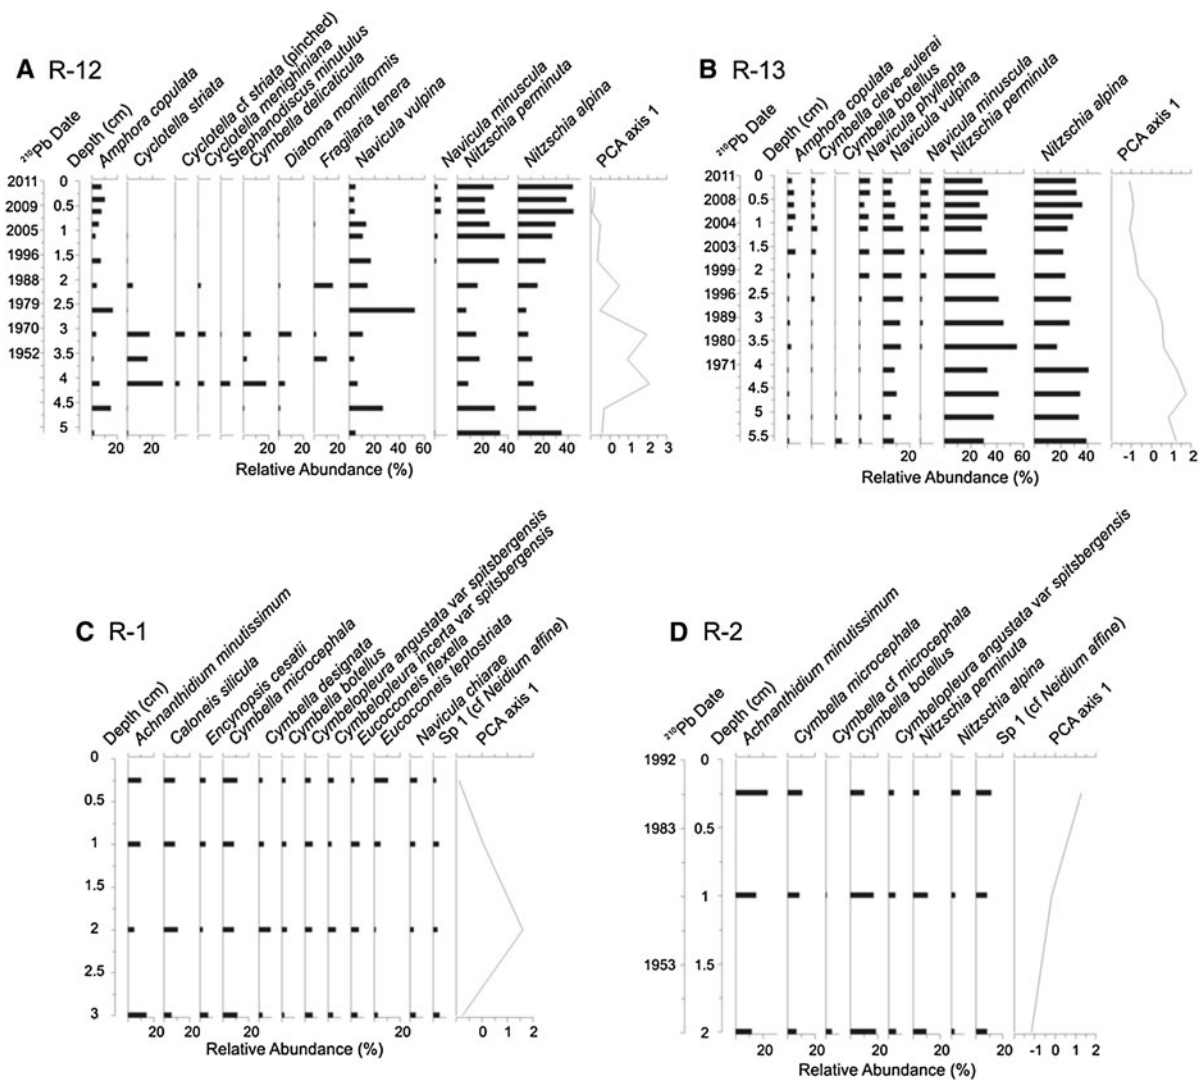 A R-12
²¹⁰Pb Date
Depth (cm)
Amphora copulata
Cyclotella striata
Cyclotella cf striata (pinched)
Cyclotella menighiniana
Stephanodiscus minutulus
Cymbella delicaticula
Diatoma moniliformis
Fragilaria tenera
Navicula vulpina
Navicula minuscula
Nitzschia perminuta
Nitzschia alpina
PCA axis 1
2011
2009
2005
1996
1988
1979
1970
1952
0
0.5
1
1.5
2
2.5
3
3.5
4
4.5
5
20 20 20 20 20 20 40 60 20 40 20 40 0 1 2 3
Relative Abundance (%)
B R-13
²¹⁰Pb Date
Depth (cm)
Amphora copulata
Cymbella cleve-eulerai
Cymbella botellus
Navicula phyllepta
Navicula vulpina
Navicula minuscula
Nitzschia perminuta
Nitzschia alpina
PCA axis 1
2011
2008
2004
2003
1999
1996
1989
1980
1971
0
0.5
1
1.5
2
2.5
3
3.5
4
4.5
5
5.5
20 20 40 60 20 40 -1 0 1 2
Relative Abundance (%)
C R-1
Depth (cm)
Achnanthidium minutissimum
Caloneis silicula
Encynopsis cesatii
Cymbella microcephala
Cymbella designata
Cymbella botellus
Cymbelopleura angustata var spitsbergensis
Cymbelopleura incerta var spitsbergensis
Eucocconeis flexella
Eucocconeis leptostriata
Navicula chiarae
Sp 1 (cf Neidium affine)
PCA axis 1
0
0.5
1
1.5
2
2.5
3
20 20 20 20 0 1 2
Relative Abundance (%)
D R-2
²¹⁰Pb Date
Depth (cm)
Achnanthidium minutissimum
Cymbella microcephala
Cymbella cf microcephala
Cymbella botellus
Cymbelopleura angustata var spitsbergensis
Nitzschia perminuta
Nitzschia alpina
Sp 1 (cf Neidium affine)
PCA axis 1
1992
1983
1953
0
0.5
1
1.5
2
20 20 20 20 20 -1 0 1 2
Relative Abundance (%)